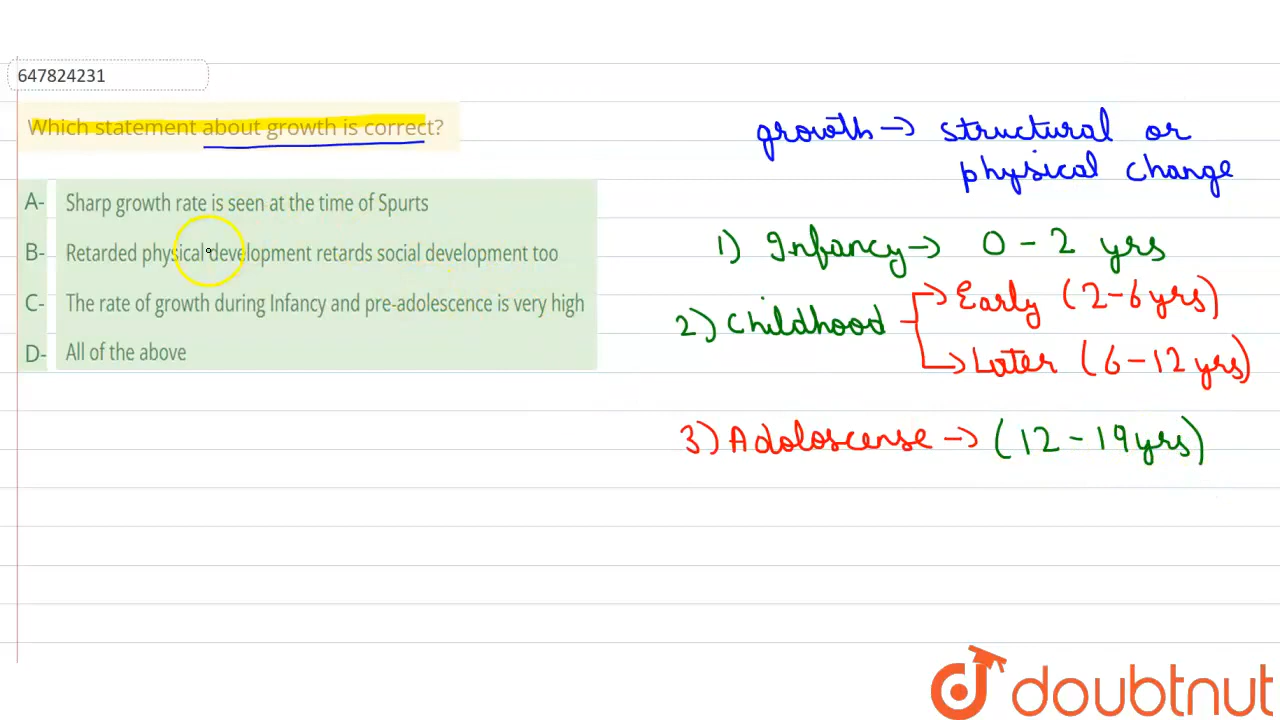 647824231
Which statement about growth is correct?
A- Sharp growth rate is seen at the time of Spurts
B- Retarded physical development retards social development too
C- The rate of growth during Infancy and pre-adolescence is very high
D- All of the above
growth → structural or
physical change
1) Infancy → 0 - 2 yrs
2) Childhood → Early (2-6 yrs)
→ Later (6-12 yrs)
3) Adoloscense → (12-19 yrs)
doubtnut